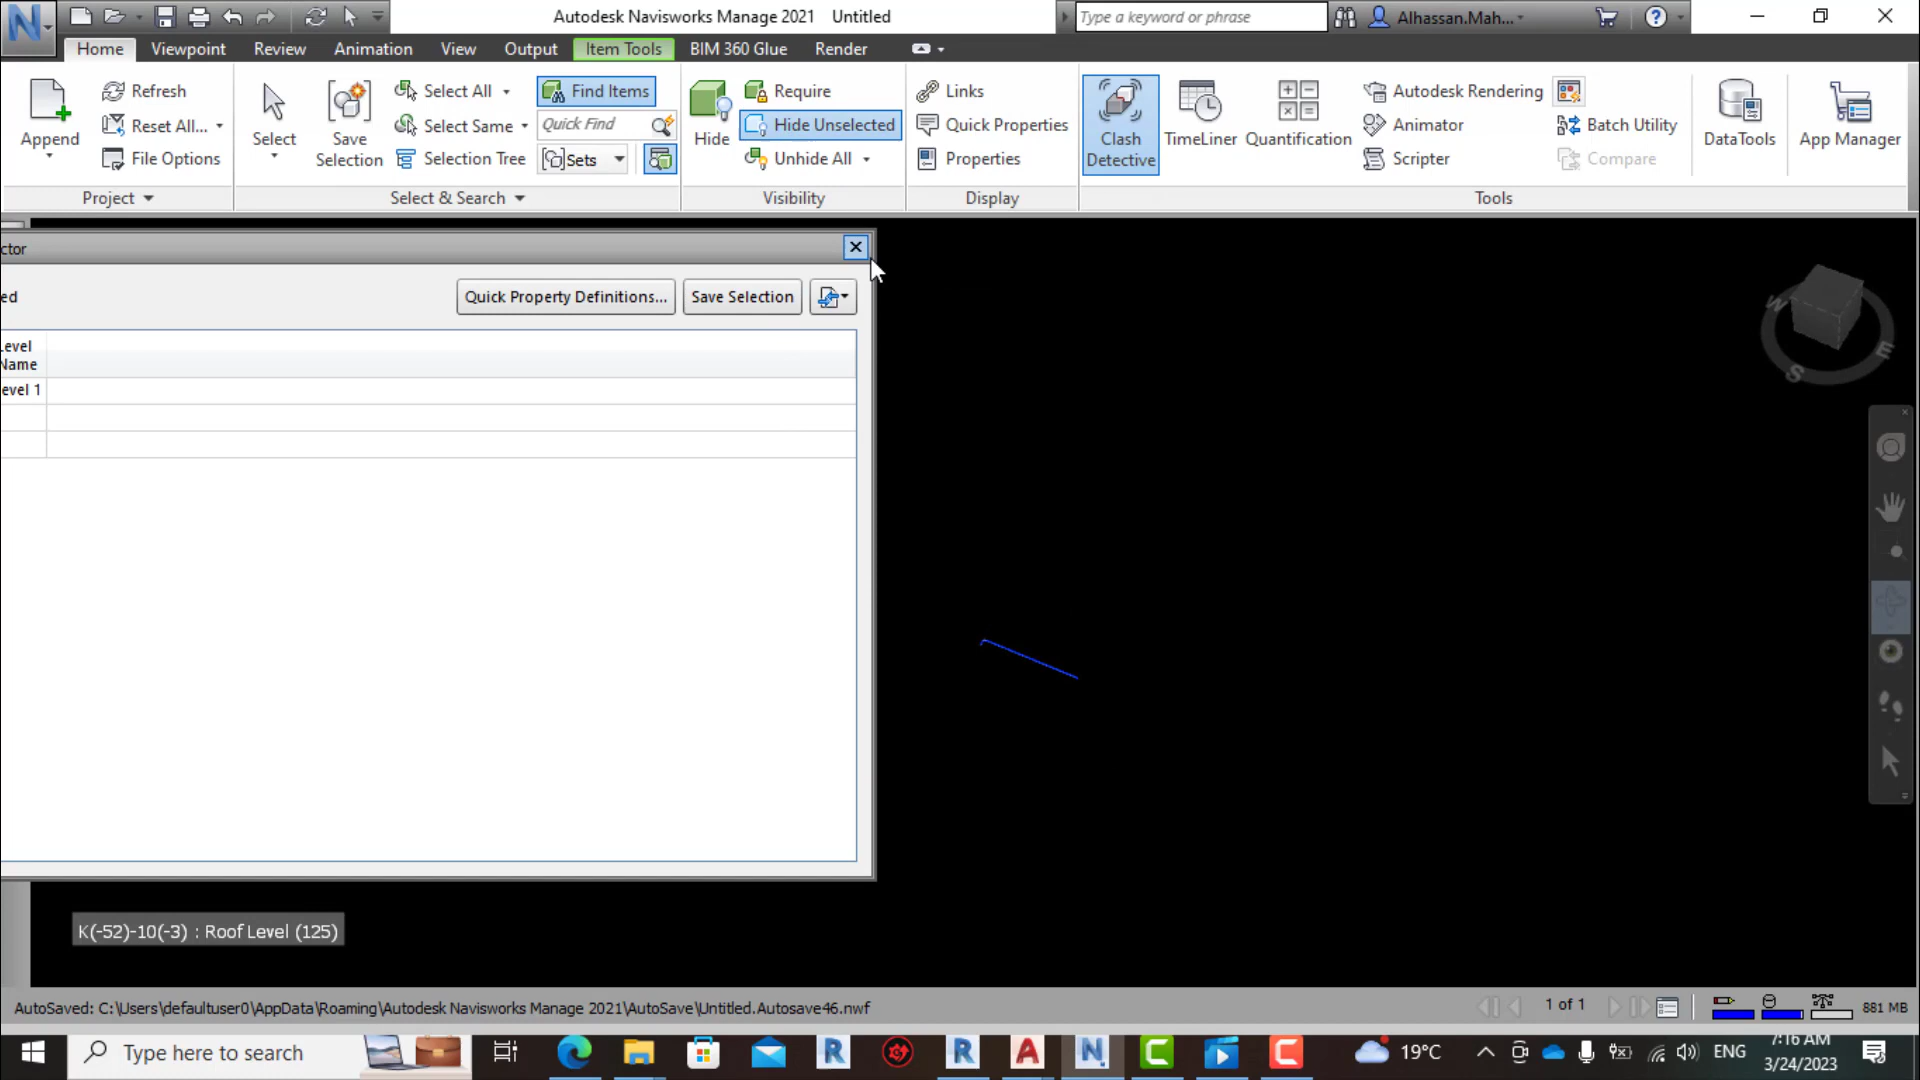 Autodesk Navisworks Manage 2021 Untitled
Type a keyword or phrase
Alhassan.Mah...
Home Viewpoint Review Animation View Output Item Tools BIM 360 Glue Render
Append
Refresh
Reset All...
File Options
Project
Select
Save Selection
Select All
Select Same
Selection Tree
Find Items
Quick Find
Sets
Select & Search
Hide
Require
Hide Unselected
Unhide All
Visibility
Links
Quick Properties
Properties
Display
Clash Detective
TimeLiner
Quantification
Autodesk Rendering
Animator
Scripter
Batch Utility
Compare
DataTools
App Manager
Tools
ctor
ed
Quick Property Definitions...
Save Selection
Level
Name
evel 1
W
S
E
K(-52)-10(-3) : Roof Level (125)
AutoSaved: C:\Users\defaultuser0\AppData\Roaming\Autodesk Navisworks Manage 2021\AutoSave\Untitled.Autosave46.nwf
1 of 1
881 MB
Type here to search
19°C
ENG
7:16 AM
3/24/2023